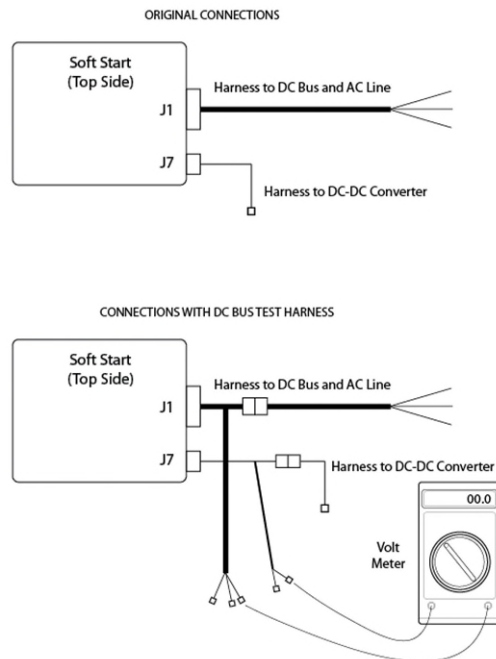 ORIGINAL CONNECTIONS
Soft Start
(Top Side)
Harness to DC Bus and AC Line
J1
J7
Harness to DC-DC Converter
CONNECTIONS WITH DC BUS TEST HARNESS
Soft Start
(Top Side)
Harness to DC Bus and AC Line
J1
J7
Harness to DC-DC Converter
00.0
Volt
Meter